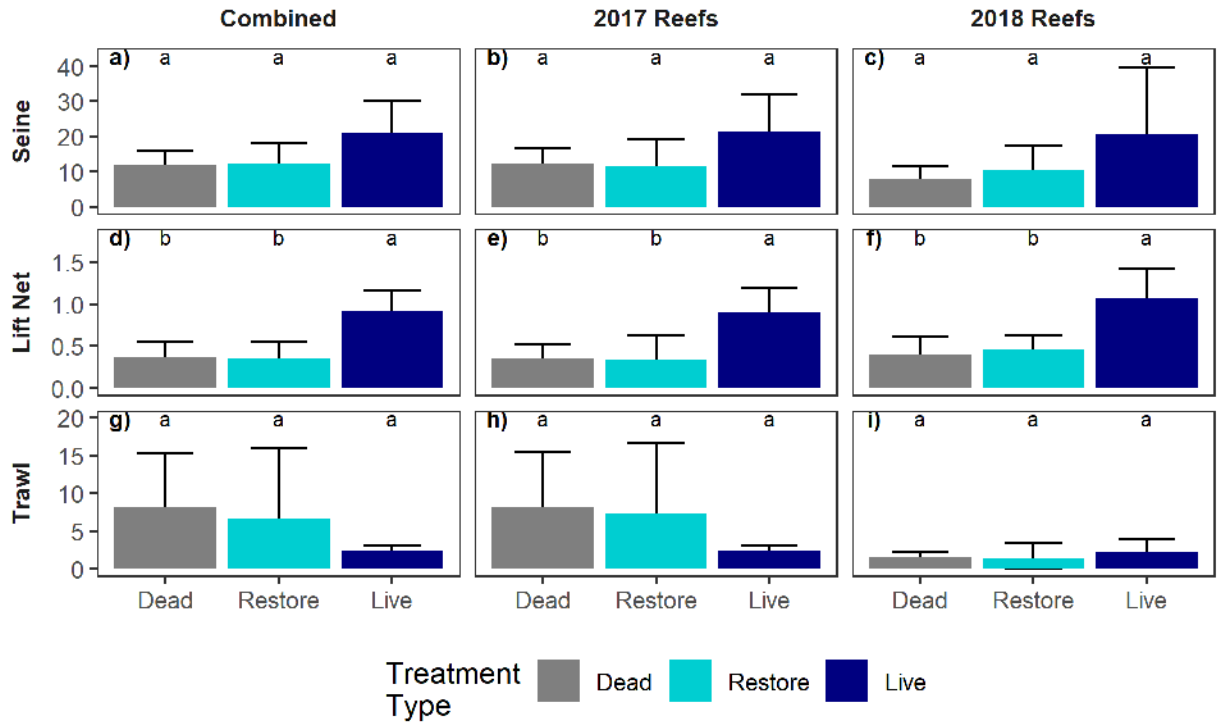 Combined 2017 Reefs 2018 Reefs
a) a a a b) a a a c) a a a
Seine
40
30
20
10
0
d) b b a e) b b a f) b b a
Lift Net
1.5
1.0
0.5
0.0
g) a a a h) a a a i) a a a
Trawl
20
15
10
5
0
Dead Restore Live Dead Restore Live Dead Restore Live
Treatment
Type
Dead Restore Live